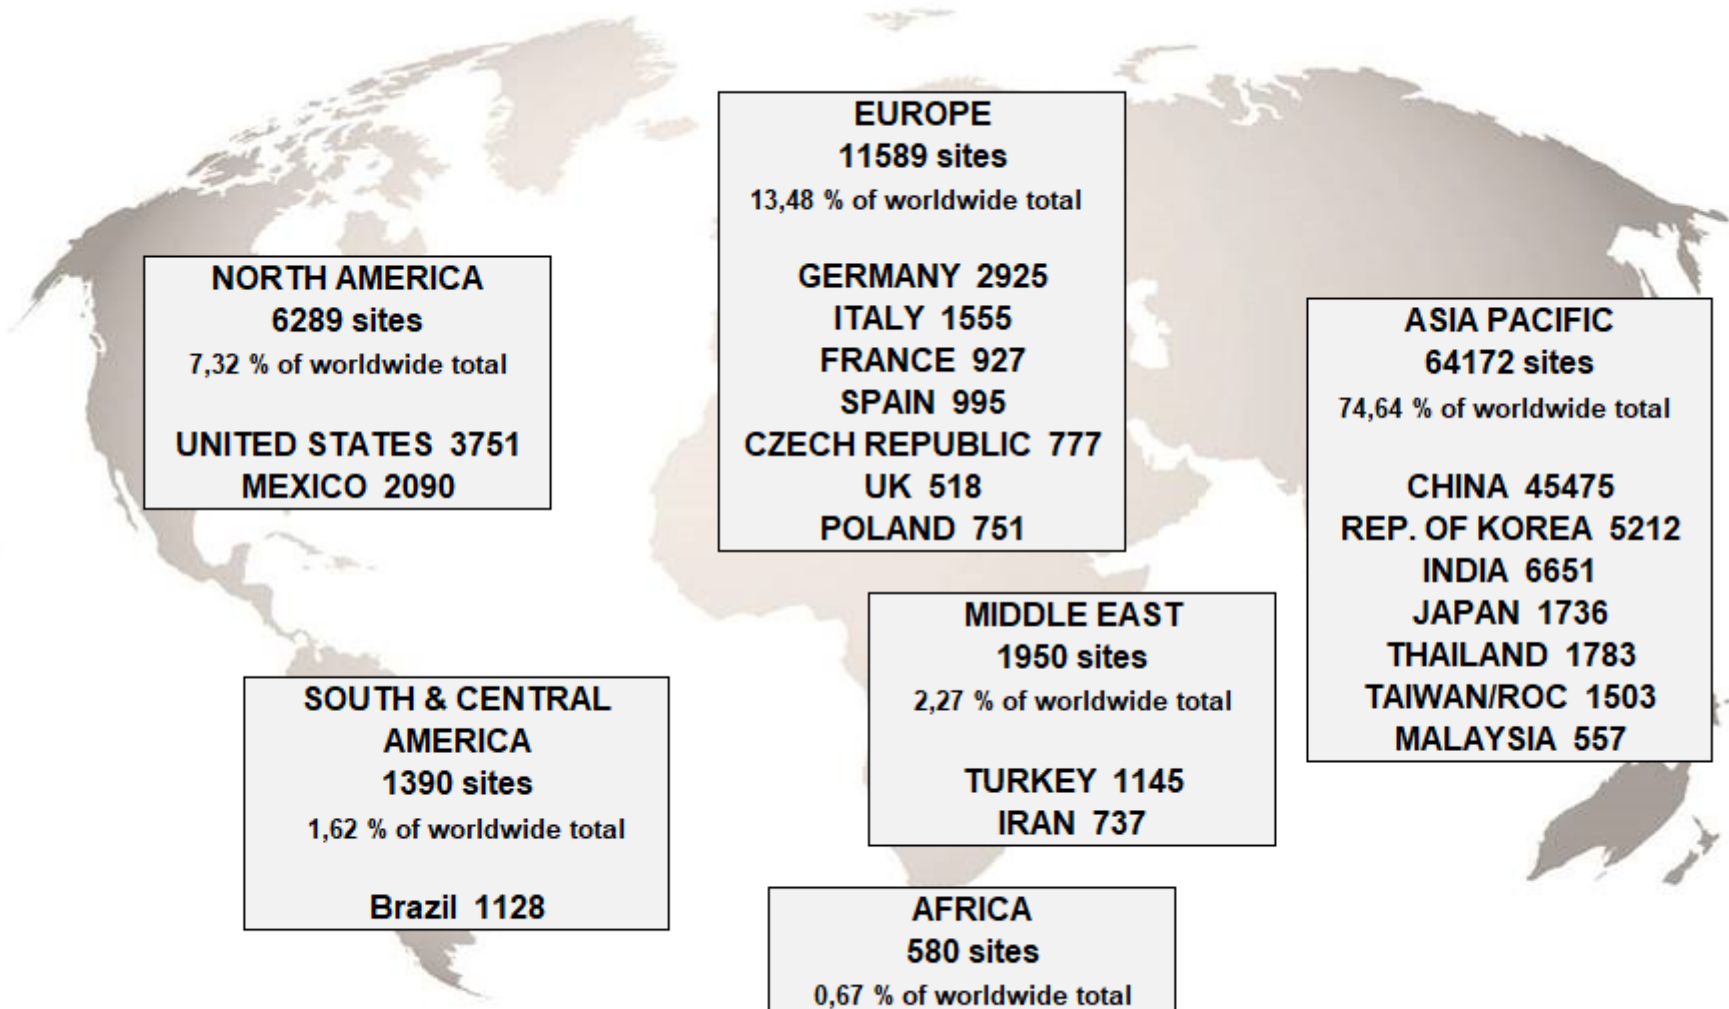 EUROPE
11589 sites
13,48 % of worldwide total
GERMANY 2925
ITALY 1555
FRANCE 927
SPAIN 995
CZECH REPUBLIC 777
UK 518
POLAND 751
NORTH AMERICA
6289 sites
7,32 % of worldwide total
UNITED STATES 3751
MEXICO 2090
ASIA PACIFIC
64172 sites
74,64 % of worldwide total
CHINA 45475
REP. OF KOREA 5212
INDIA 6651
JAPAN 1736
THAILAND 1783
TAIWAN/ROC 1503
MALAYSIA 557
MIDDLE EAST
1950 sites
2,27 % of worldwide total
TURKEY 1145
IRAN 737
SOUTH & CENTRAL
AMERICA
1390 sites
1,62 % of worldwide total
Brazil 1128
AFRICA
580 sites
0,67 % of worldwide total